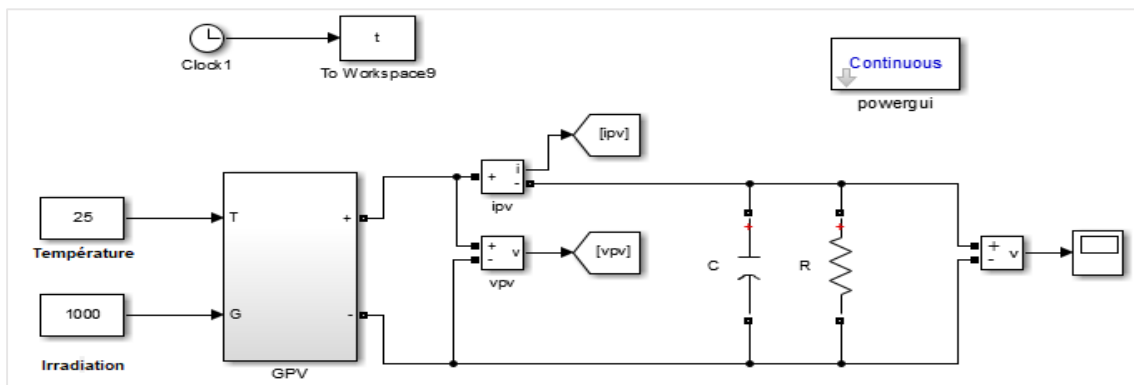 t
Clock1
To Workspace9
Continuous
powergui
[ipv]
+ i -
ipv
25
T
+
Température
+ - v
[vpv]
vpv
C
R
+ - v
1000
G
-
Irradiation
GPV